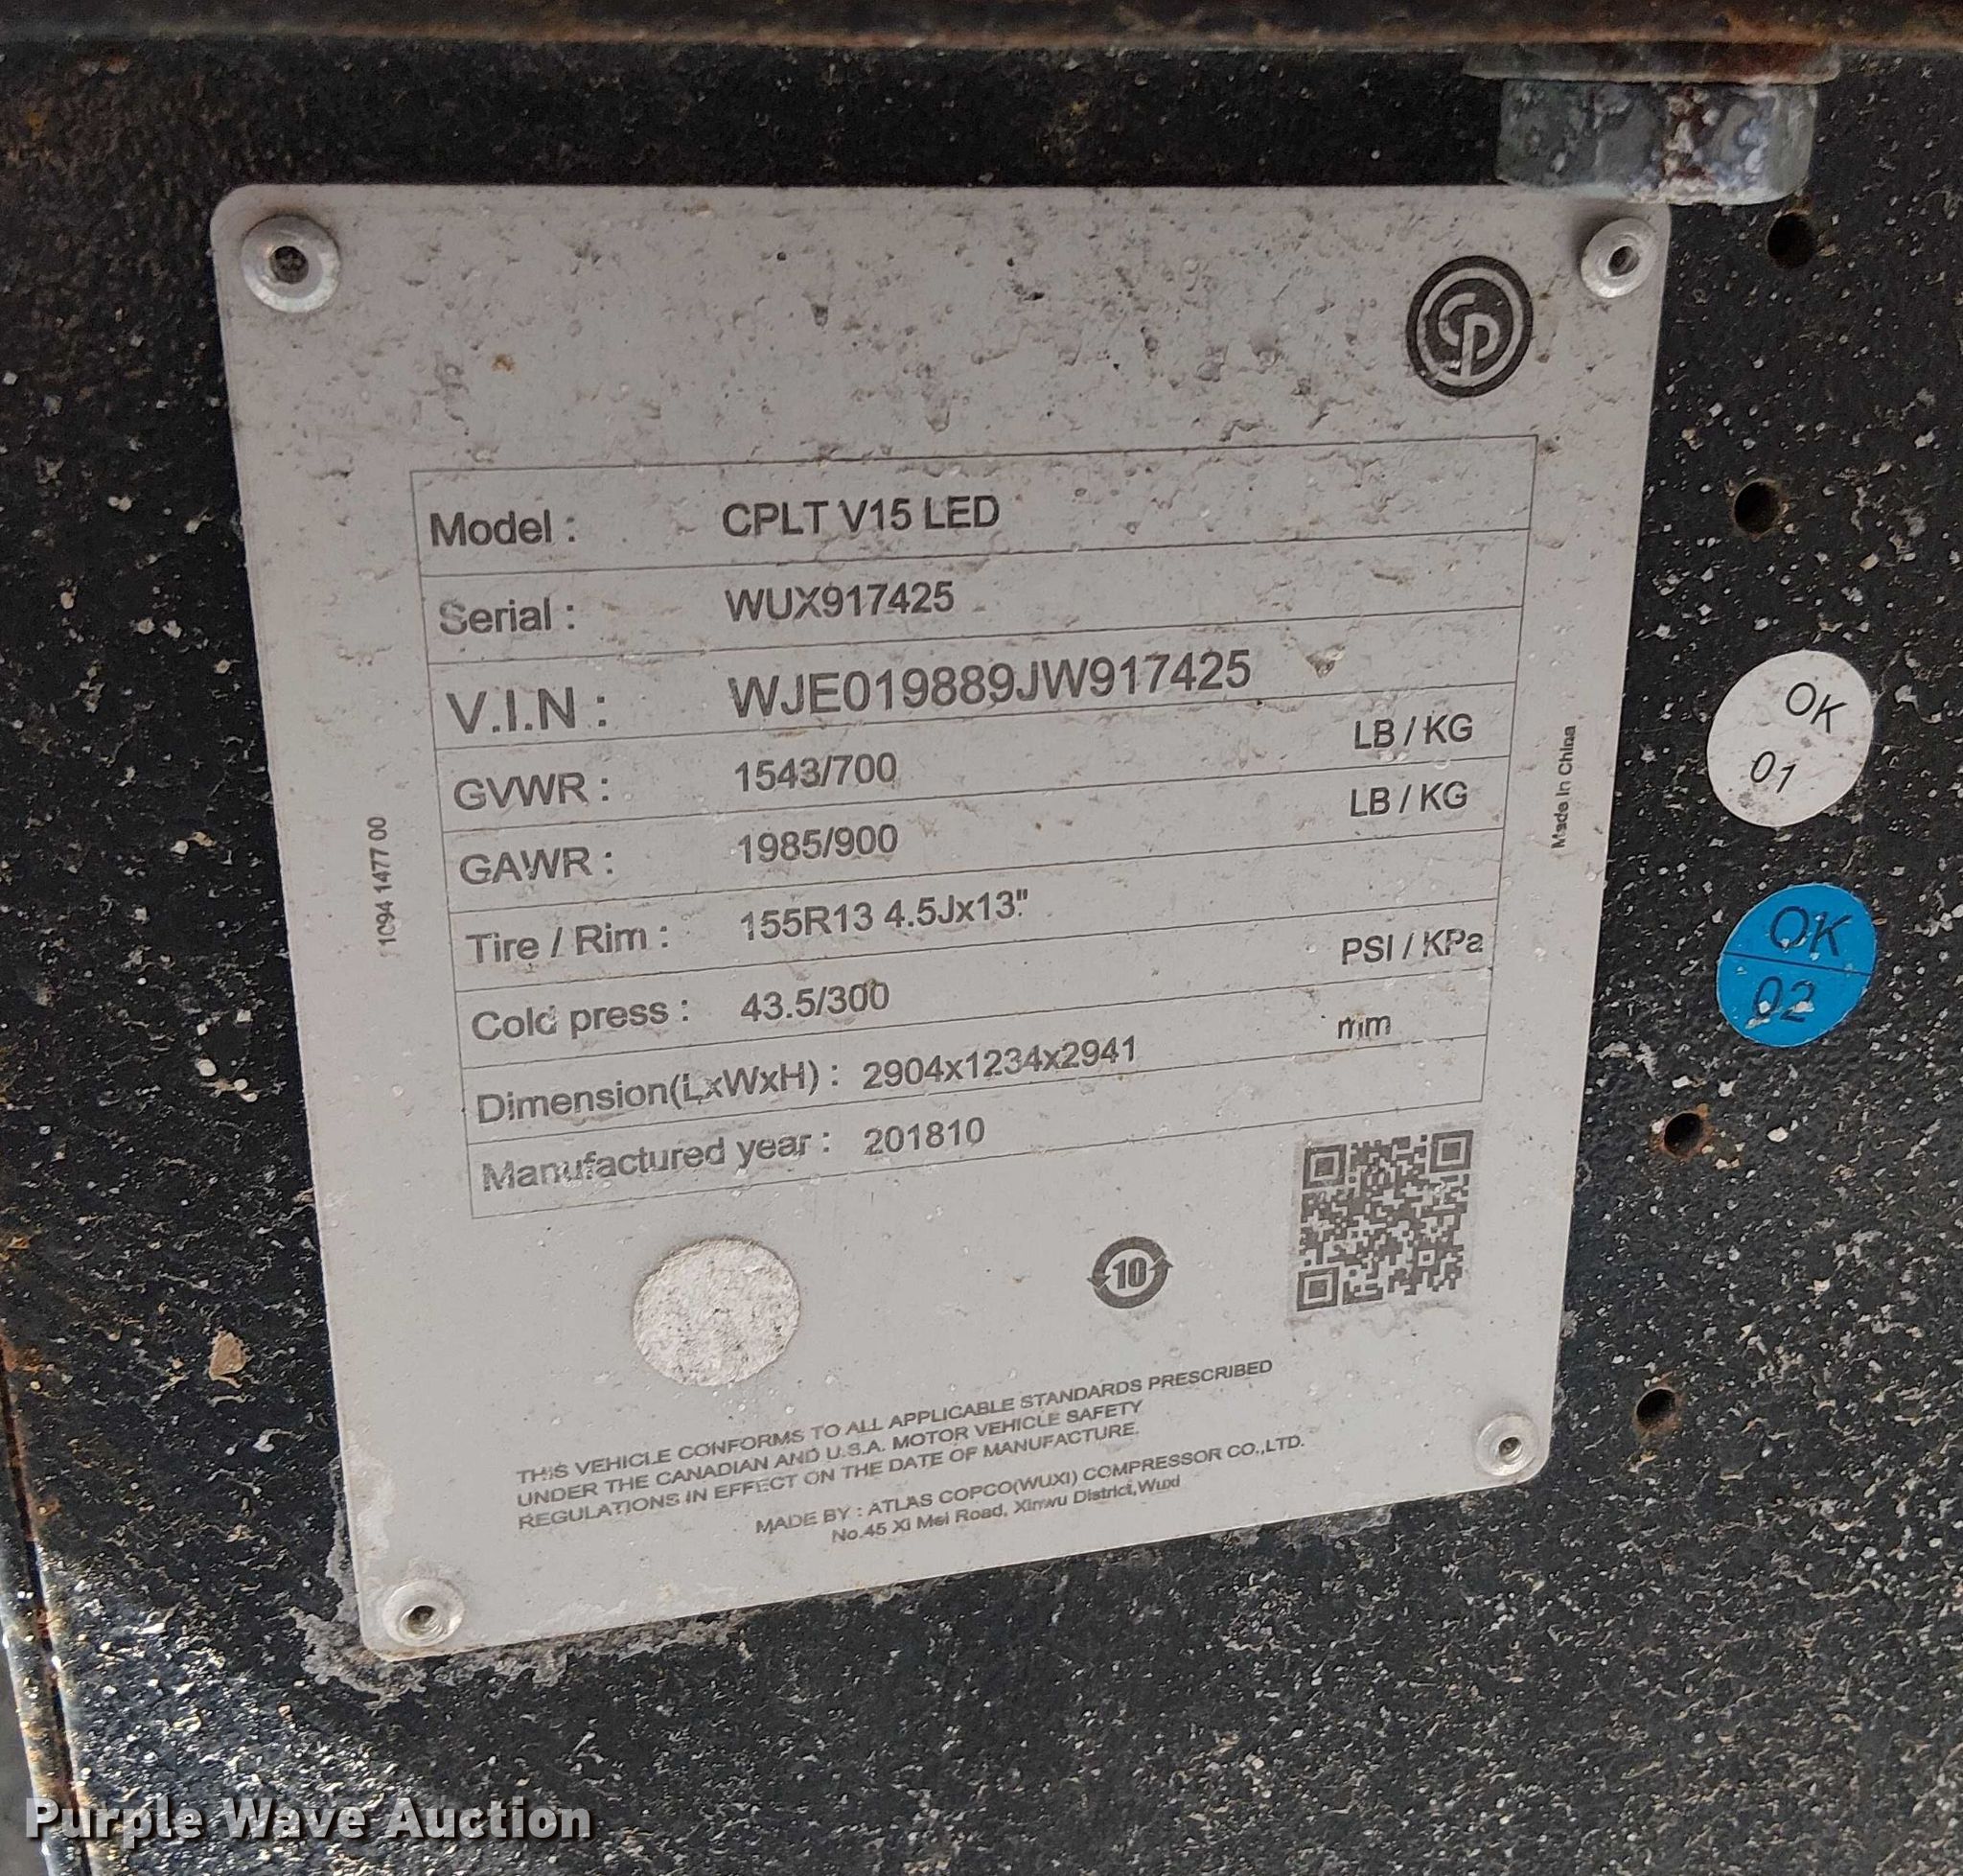 CP
Model : CPLT V15 LED
Serial : WUX917425
V.I.N : WJE019889JW917425
GVWR : 1543/700 LB / KG
GAWR : 1985/900 LB / KG
Tire / Rim : 155R13 4.5Jx13"
Cold press : 43.5/300 PSI / KPa
Dimension(LxWxH) : 2904x1234x2941 mm
Manufactured year : 201810
1094 1477 00
Made in China
OK
01
OK
02
10
THIS VEHICLE CONFORMS TO ALL APPLICABLE STANDARDS PRESCRIBED
UNDER THE CANADIAN AND U.S.A. MOTOR VEHICLE SAFETY
REGULATIONS IN EFFECT ON THE DATE OF MANUFACTURE.
MADE BY : ATLAS COPCO(WUXI) COMPRESSOR CO.,LTD.
No.45 Xi Mei Road, Xinwu District,Wuxi
Purple Wave Auction